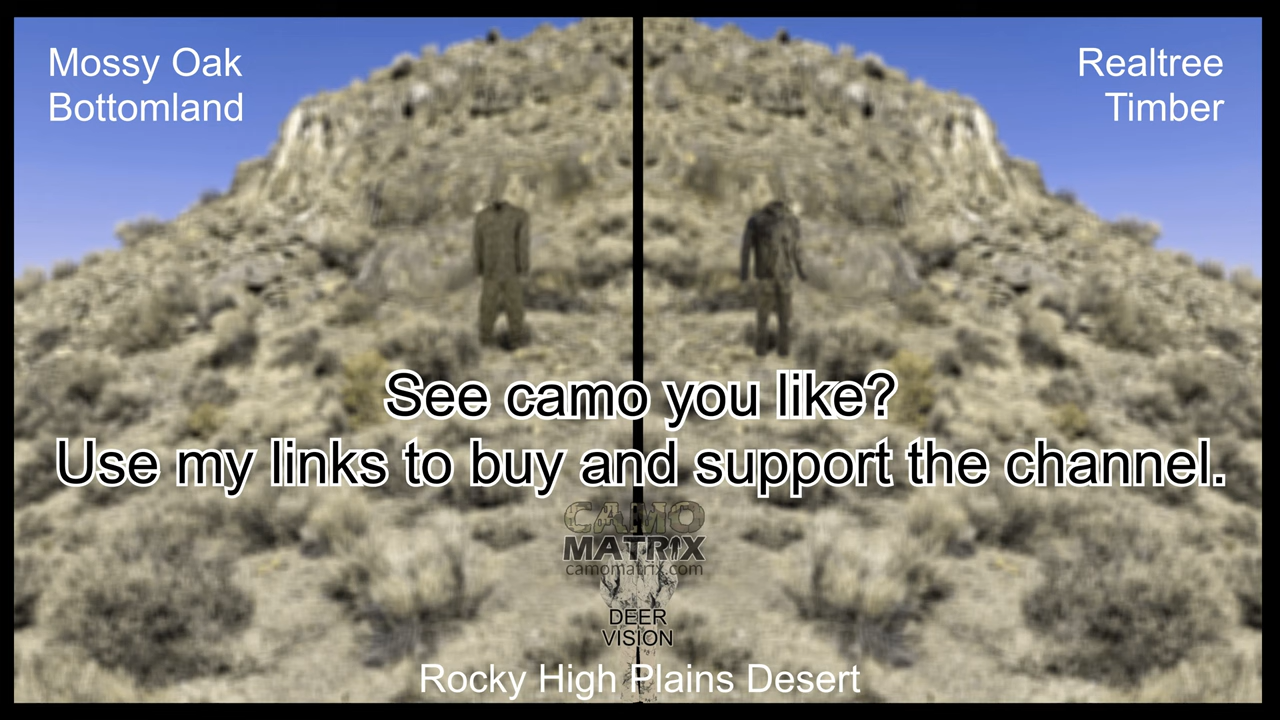 Mossy Oak
Bottomland
Realtree
Timber
See camo you like?
Use my links to buy and support the channel.
CAMO
MATRIX
camomatrix.com
DEER
VISION
Rocky High Plains Desert